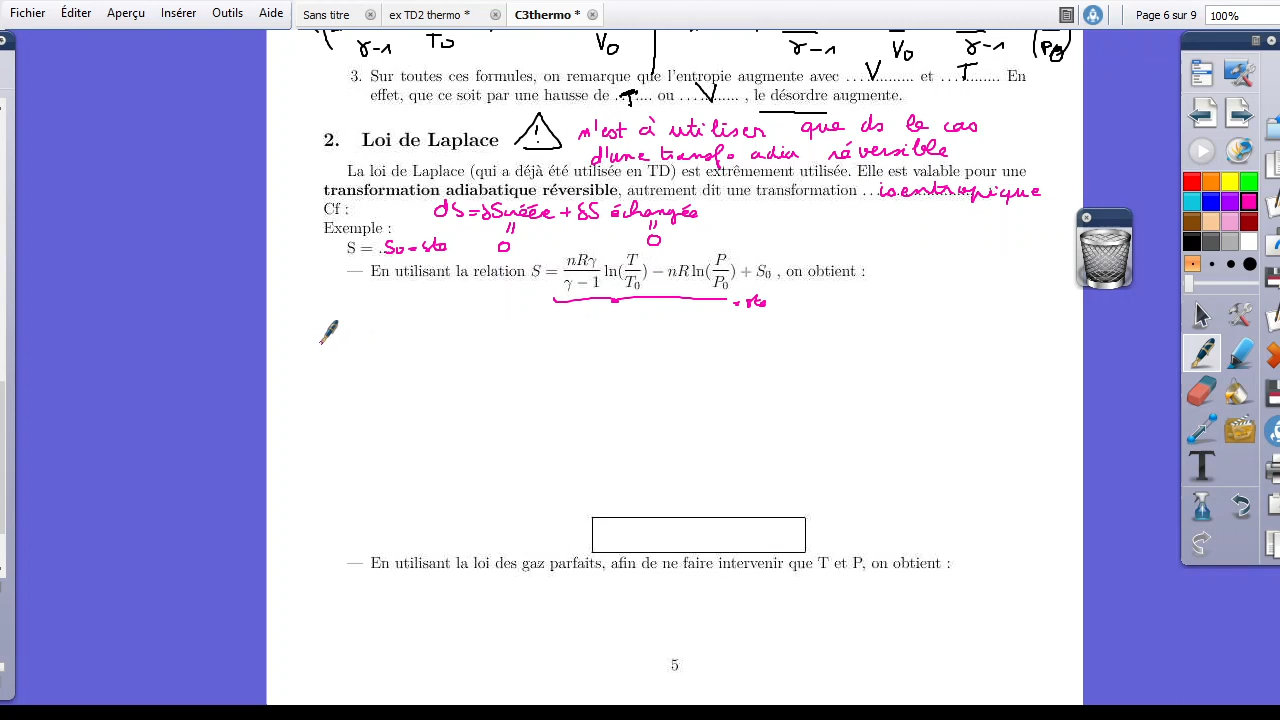 Fichier Éditer Aperçu Insérer Outils Aide
Sans titre
ex TD2 thermo *
C3thermo *
Page 6 sur 9
100%
γ-1 T0 V0 γ-1 V0 γ-1 P0
3. Sur toutes ces formules, on remarque que l'entropie augmente avec ...V... et ...T... En
effet, que ce soit par une hausse de ...T... ou ...V..., le désordre augmente.
2. Loi de Laplace
! n'est à utiliser que ds le cas
d'une transfo adia réversible
La loi de Laplace (qui a déjà été utilisée en TD) est extrêmement utilisée. Elle est valable pour une
transformation adiabatique réversible, autrement dit une transformation ... isentropique
Cf : dS = δS créée + δS échangée
Exemple : " "
S = ... S0 = cte 0 0
— En utilisant la relation S = nRγ/(γ − 1) ln(T/T0) − nR ln(P/P0) + S0 , on obtient :
= cte
— En utilisant la loi des gaz parfaits, afin de ne faire intervenir que T et P, on obtient :
5